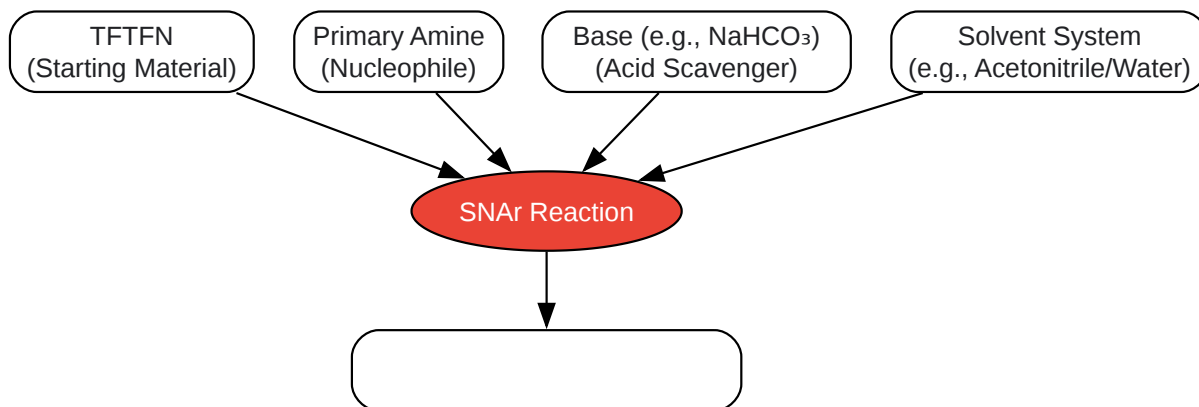 TFTFN
(Starting Material)
Primary Amine
(Nucleophile)
Base (e.g., NaHCO₃)
(Acid Scavenger)
Solvent System
(e.g., Acetonitrile/Water)
SNAr Reaction